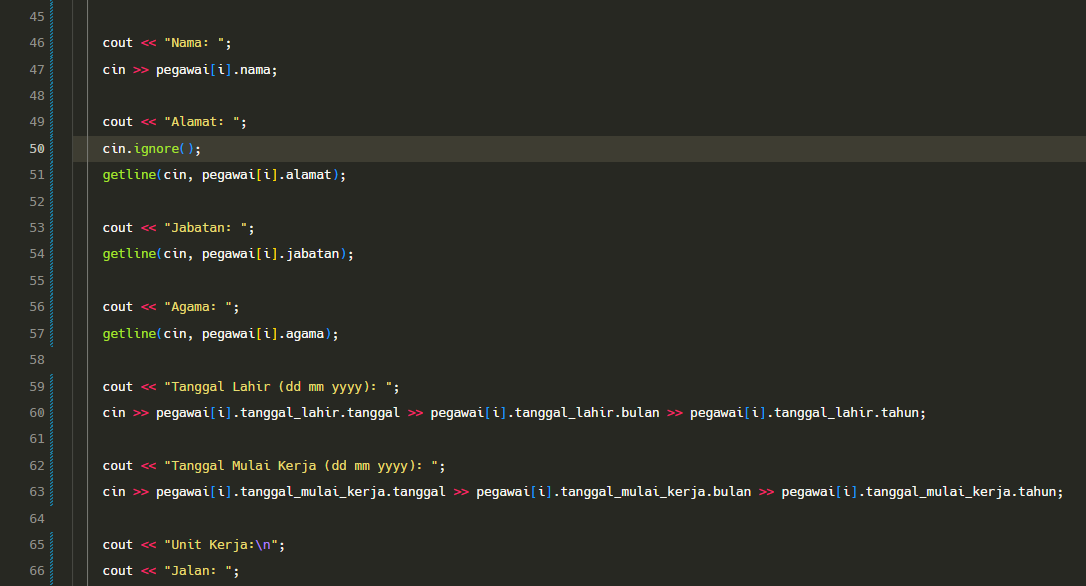 45
46 cout << "Nama: ";
47 cin >> pegawai[i].nama;
48
49 cout << "Alamat: ";
50 cin.ignore();
51 getline(cin, pegawai[i].alamat);
52
53 cout << "Jabatan: ";
54 getline(cin, pegawai[i].jabatan);
55
56 cout << "Agama: ";
57 getline(cin, pegawai[i].agama);
58
59 cout << "Tanggal Lahir (dd mm yyyy): ";
60 cin >> pegawai[i].tanggal_lahir.tanggal >> pegawai[i].tanggal_lahir.bulan >> pegawai[i].tanggal_lahir.tahun;
61
62 cout << "Tanggal Mulai Kerja (dd mm yyyy): ";
63 cin >> pegawai[i].tanggal_mulai_kerja.tanggal >> pegawai[i].tanggal_mulai_kerja.bulan >> pegawai[i].tanggal_mulai_kerja.tahun;
64
65 cout << "Unit Kerja:\n";
66 cout << "Jalan: ";